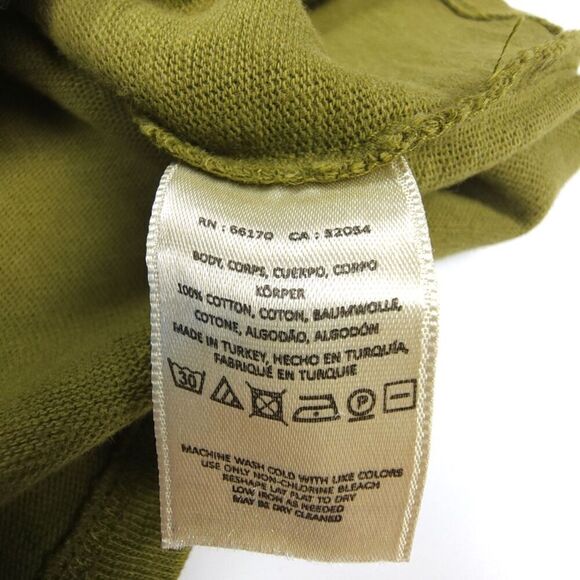 RN : 66170 CA : 52054
BODY, CORPS, CUERPO, CORPO
KÖRPER
100% COTTON, COTON, BAUMWOLLE,
COTONE, ALGODÃO, ALGODÓN
MADE IN TURKEY, HECHO EN TURQUÍA,
FABRIQUÉ EN TURQUIE
30 P
MACHINE WASH COLD WITH LIKE COLORS
USE ONLY NON-CHLORINE BLEACH
RESHAPE LAY FLAT TO DRY
LOW IRON AS NEEDED
MAY BE DRY CLEANED